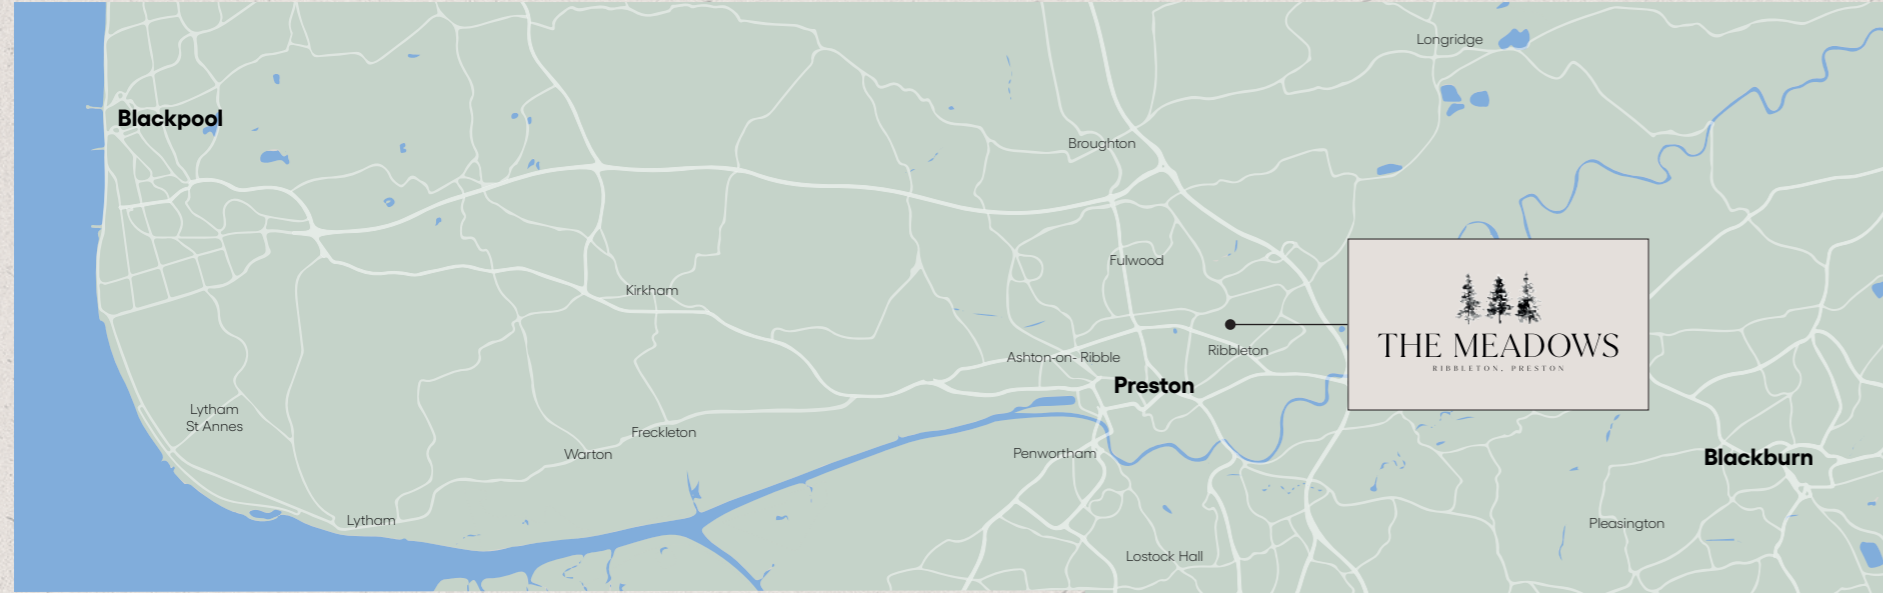 Longridge
Blackpool
Broughton
Fulwood
Kirkham
THE MEADOWS
RIBBLETON, PRESTON
Ribbleton
Ashton-on- Ribble
Preston
Lytham
St Annes
Freckleton
Warton
Penwortham
Blackburn
Lytham
Pleasington
Lostock Hall